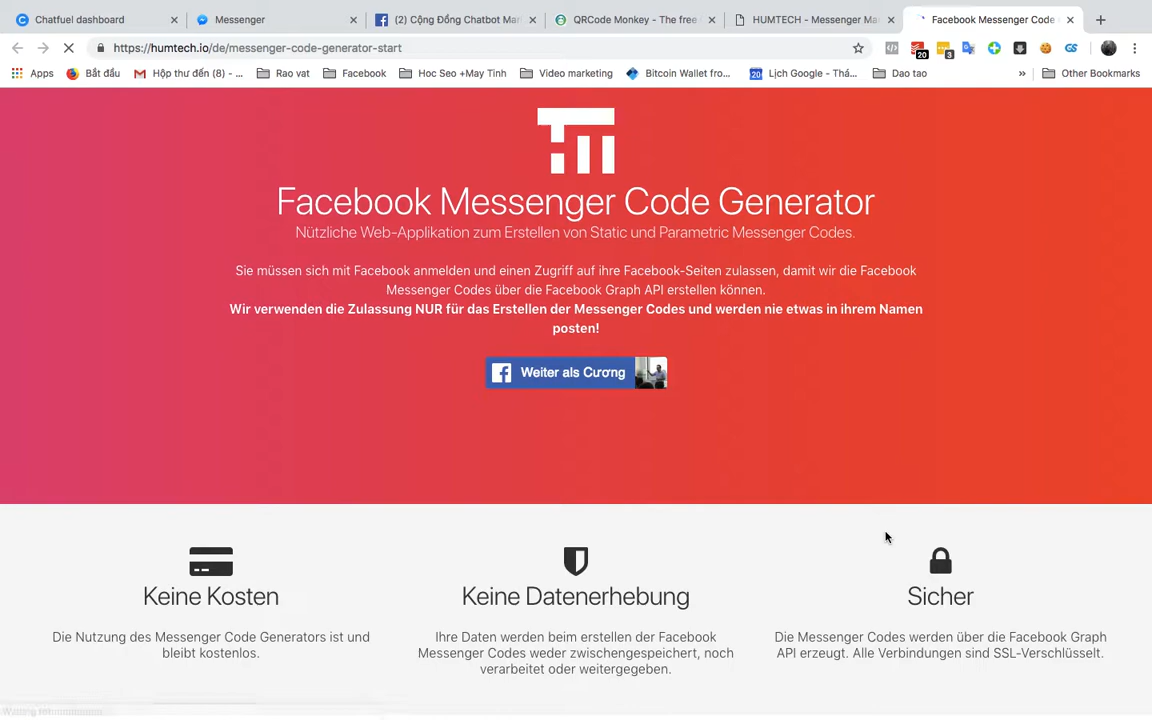 Chatfuel dashboard
Messenger
(2) Cộng Đồng Chatbot Man
QRCode Monkey - The free
HUMTECH - Messenger Ma
Facebook Messenger Code
https://humtech.io/de/messenger-code-generator-start
20
3
Apps
Bắt đầu
Hộp thư đến (8) - ...
Rao vat
Facebook
Hoc Seo +May Tinh
Video marketing
Bitcoin Wallet fro...
20
Lịch Google - Thá...
Dao tao
»
Other Bookmarks
Facebook Messenger Code Generator
Nützliche Web-Applikation zum Erstellen von Static und Parametric Messenger Codes.
Sie müssen sich mit Facebook anmelden und einen Zugriff auf ihre Facebook-Seiten zulassen, damit wir die Facebook
Messenger Codes über die Facebook Graph API erstellen können.
Wir verwenden die Zulassung NUR für das Erstellen der Messenger Codes und werden nie etwas in ihrem Namen
posten!
Weiter als Cương
Keine Kosten
Die Nutzung des Messenger Code Generators ist und
bleibt kostenlos.
Keine Datenerhebung
Ihre Daten werden beim erstellen der Facebook
Messenger Codes weder zwischengespeichert, noch
verarbeitet oder weitergegeben.
Sicher
Die Messenger Codes werden über die Facebook Graph
API erzeugt. Alle Verbindungen sind SSL-Verschlüsselt.